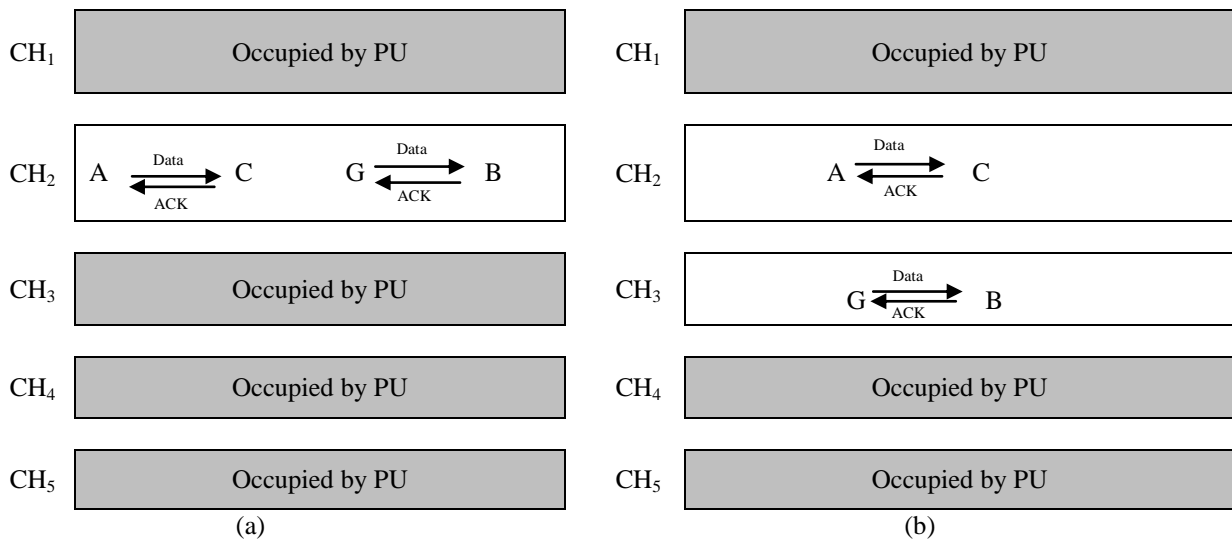 CH₁ Occupied by PU
CH₂ A Data ACK C G Data ACK B
CH₃ Occupied by PU
CH₄ Occupied by PU
CH₅ Occupied by PU
(a)
CH₁ Occupied by PU
CH₂ A Data ACK C
CH₃ G Data ACK B
CH₄ Occupied by PU
CH₅ Occupied by PU
(b)